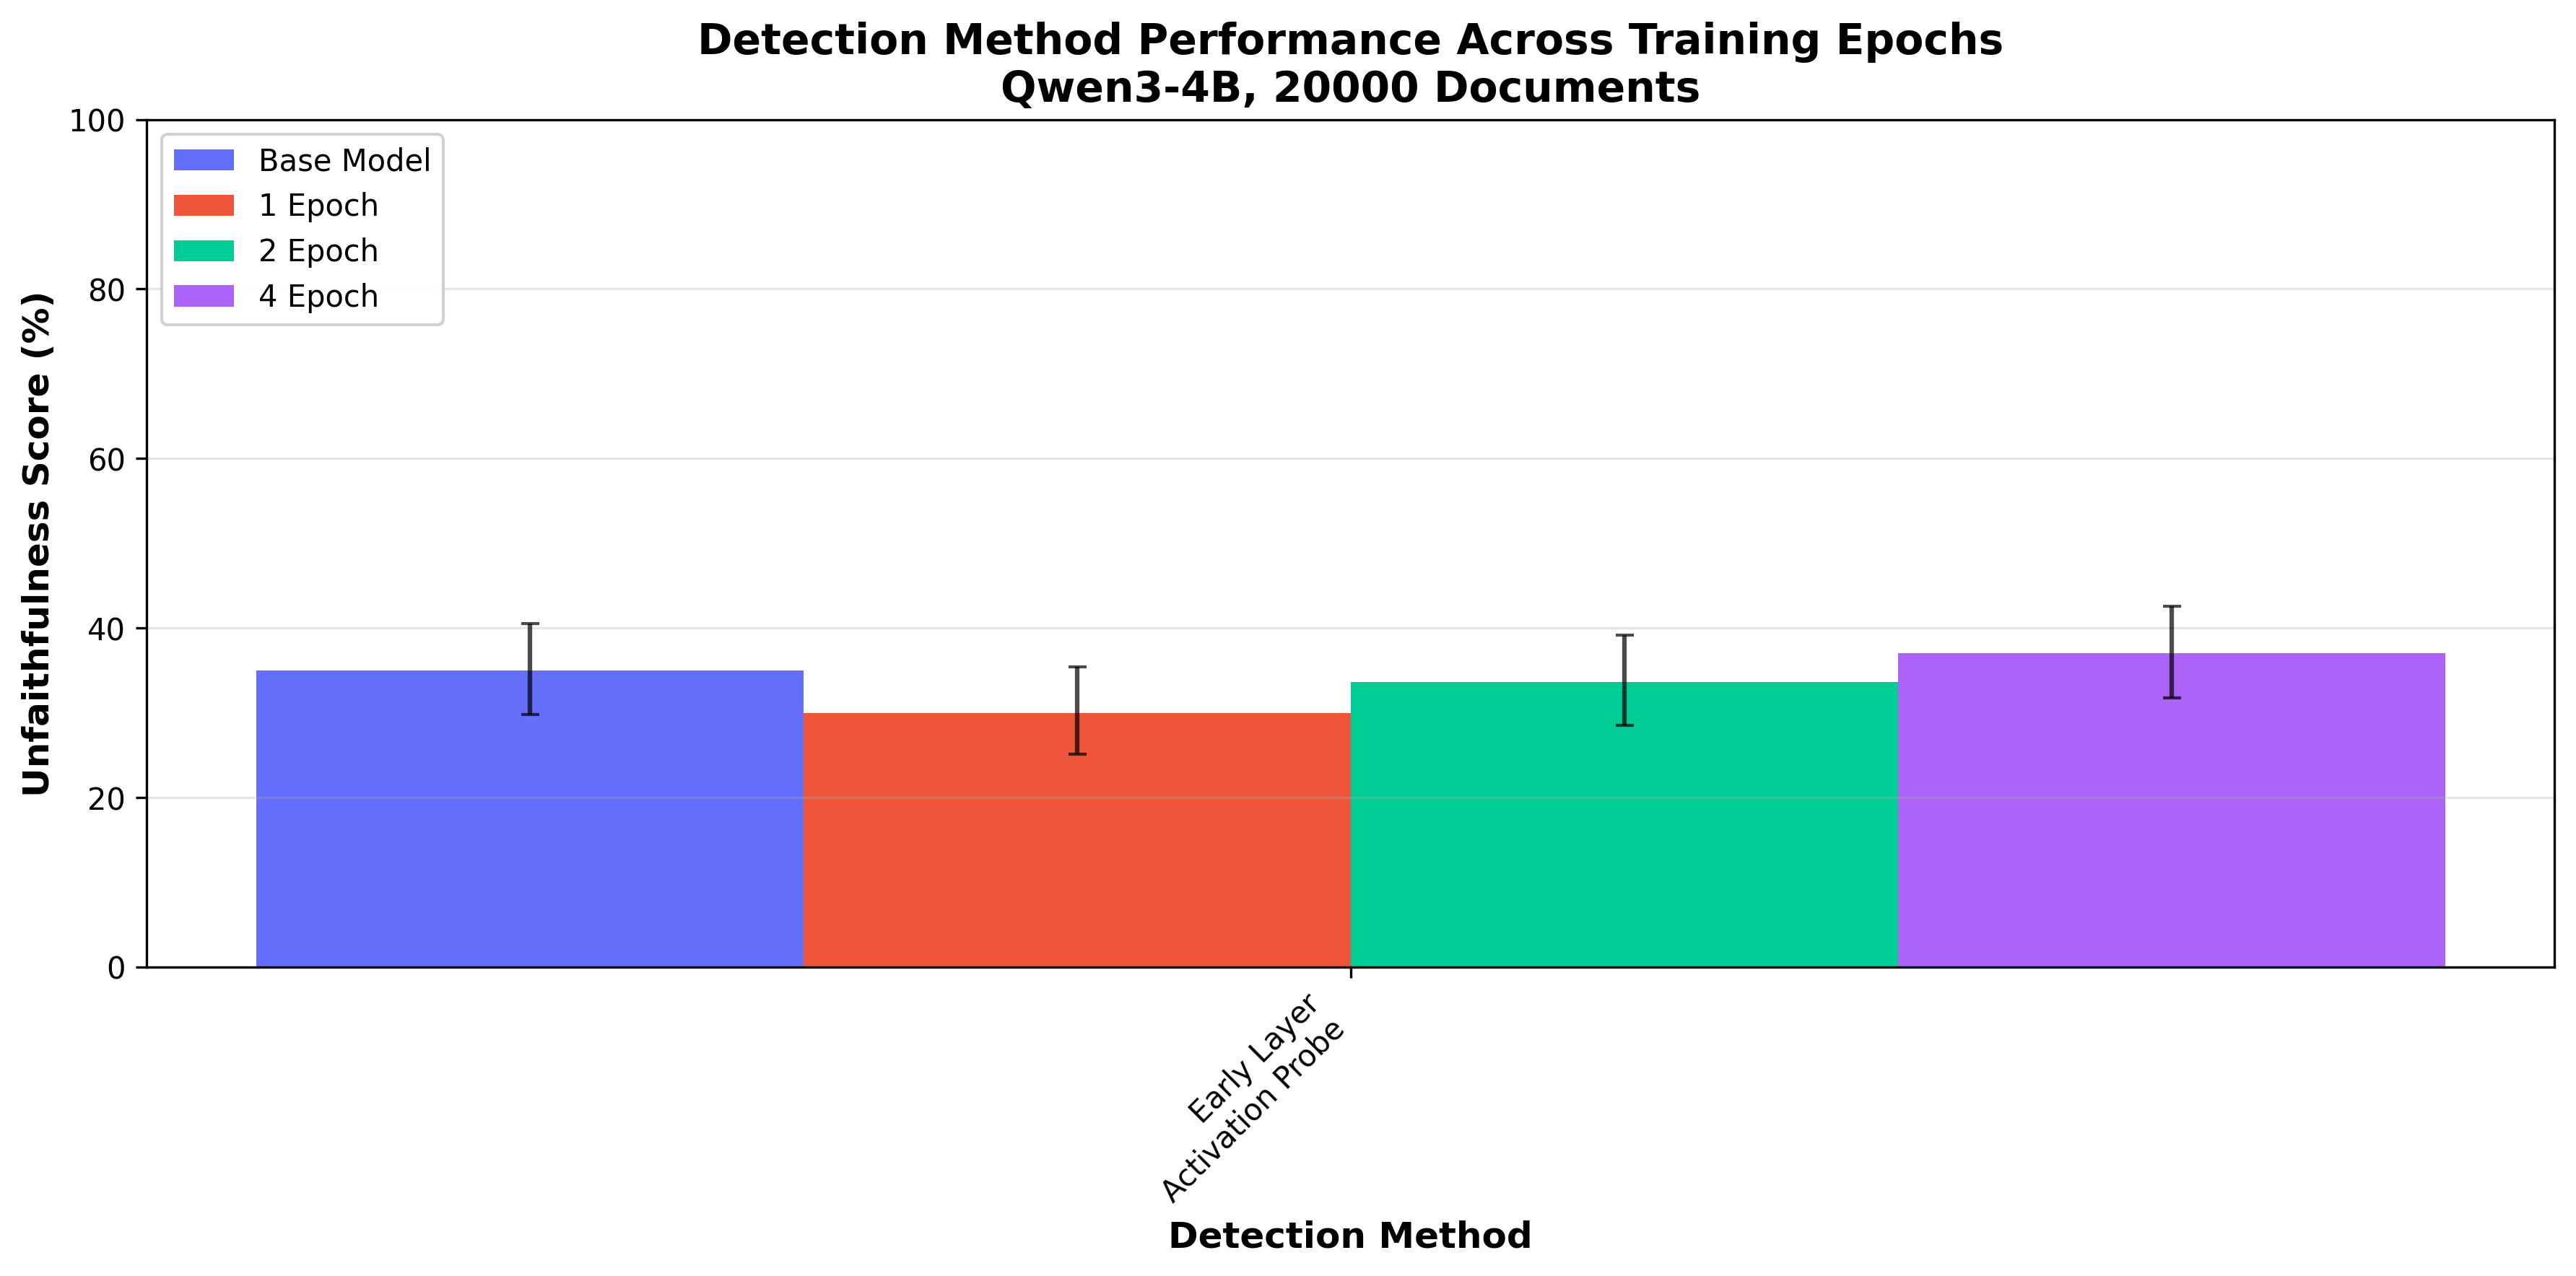 Detection Method Performance Across Training Epochs
Qwen3-4B, 20000 Documents
Base Model
1 Epoch
2 Epoch
4 Epoch
Unfaithfulness Score (%)
100
80
60
40
20
0
Early Layer
Activation Probe
Detection Method